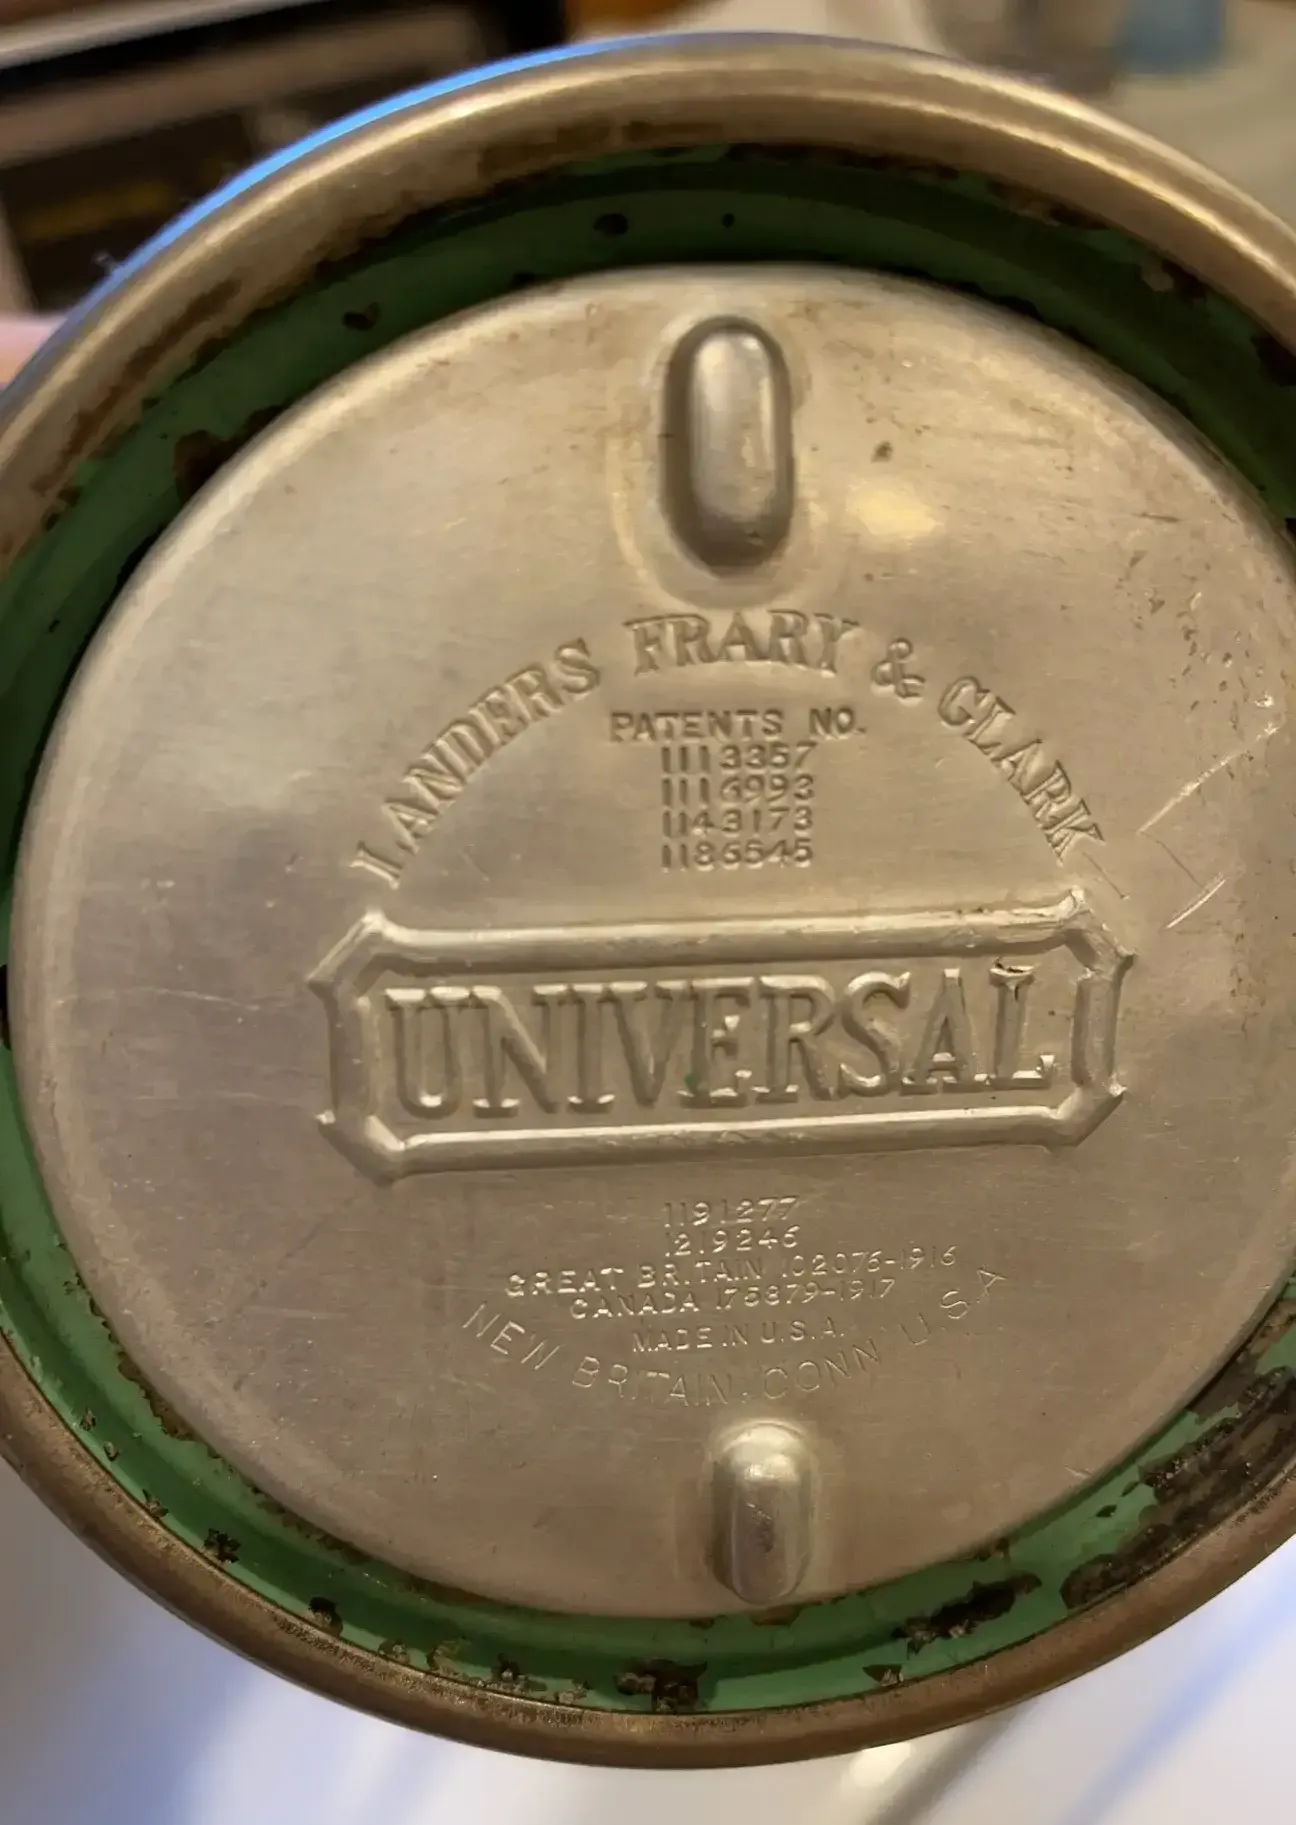 LANDERS FRARY & CLARK
PATENTS NO.
1113357
1116993
1143173
1186545
UNIVERSAL
1191277
1219246
GREAT BRITAIN 102076-1916
CANADA 175879-1917
MADE IN U.S.A.
NEW BRITAIN, CONN U.S.A